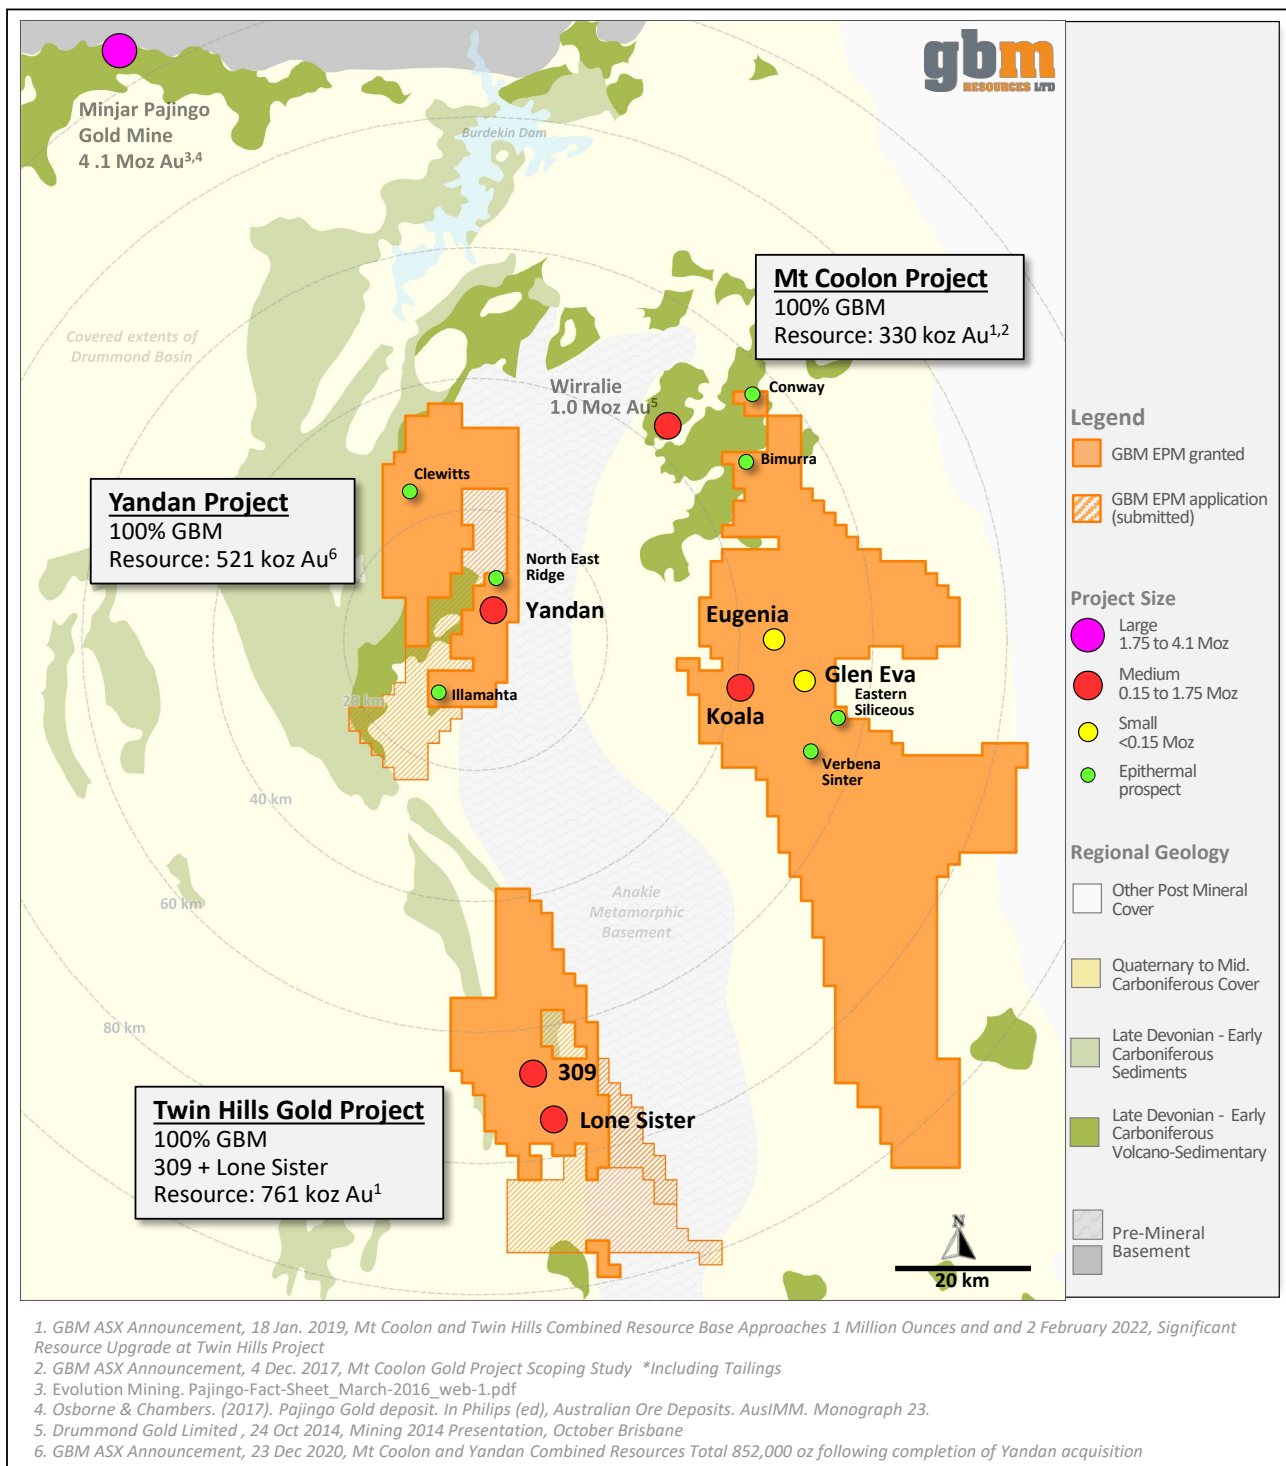 gbm
RESOURCES LTD
Minjar Pajingo
Gold Mine
4 .1 Moz Au3,4
Burdekin Dam
Mt Coolon Project
100% GBM
Resource: 330 koz Au1,2
Covered extents of
Drummond Basin
Wirralie
1.0 Moz Au5
Conway
Bimurra
Clewitts
Yandan Project
100% GBM
Resource: 521 koz Au6
North East
Ridge
Yandan
Illamahta
Eugenia
Glen Eva
Koala
Eastern
Siliceous
Verbena
Sinter
20 km
40 km
60 km
80 km
Anakie
Metamorphic
Basement
309
Lone Sister
Twin Hills Gold Project
100% GBM
309 + Lone Sister
Resource: 761 koz Au1
N
20 km
Legend
GBM EPM granted
GBM EPM application
(submitted)
Project Size
Large
1.75 to 4.1 Moz
Medium
0.15 to 1.75 Moz
Small
<0.15 Moz
Epithermal
prospect
Regional Geology
Other Post Mineral
Cover
Quaternary to Mid.
Carboniferous Cover
Late Devonian - Early
Carboniferous
Sediments
Late Devonian - Early
Carboniferous
Volcano-Sedimentary
Pre-Mineral
Basement
1. GBM ASX Announcement, 18 Jan. 2019, Mt Coolon and Twin Hills Combined Resource Base Approaches 1 Million Ounces and and 2 February 2022, Significant
Resource Upgrade at Twin Hills Project
2. GBM ASX Announcement, 4 Dec. 2017, Mt Coolon Gold Project Scoping Study *Including Tailings
3. Evolution Mining. Pajingo-Fact-Sheet_March-2016_web-1.pdf
4. Osborne & Chambers. (2017). Pajingo Gold deposit. In Philips (ed), Australian Ore Deposits. AusIMM. Monograph 23.
5. Drummond Gold Limited , 24 Oct 2014, Mining 2014 Presentation, October Brisbane
6. GBM ASX Announcement, 23 Dec 2020, Mt Coolon and Yandan Combined Resources Total 852,000 oz following completion of Yandan acquisition